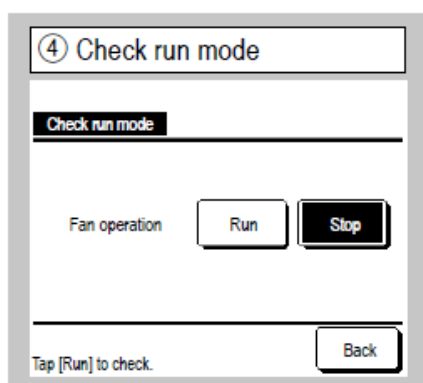 ④ Check run mode
Check run mode
Fan operation Run Stop
Back
Tap [Run] to check.